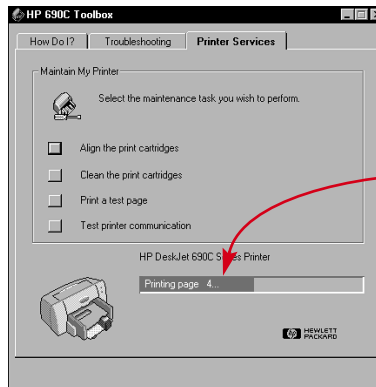 HP 690C Toolbox
How Do I?
Troubleshooting
Printer Services
Maintain My Printer
Select the maintenance task you wish to perform.
Align the print cartridges
Clean the print cartridges
Print a test page
Test printer communication
HP DeskJet 690C Series Printer
Printing page 4...
hp HEWLETT
PACKARD